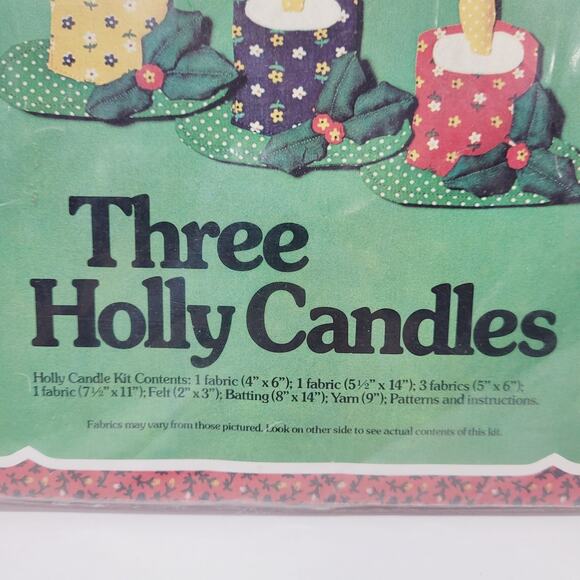 Three
Holly Candles
Holly Candle Kit Contents: 1 fabric (4" x 6"); 1 fabric (5½" x 14"); 3 fabrics (5" x 6");
1 fabric (7½" x 11"); Felt (2" x 3"); Batting (8" x 14"); Yarn (9"); Patterns and instructions.
Fabrics may vary from those pictured. Look on other side to see actual contents of this kit.